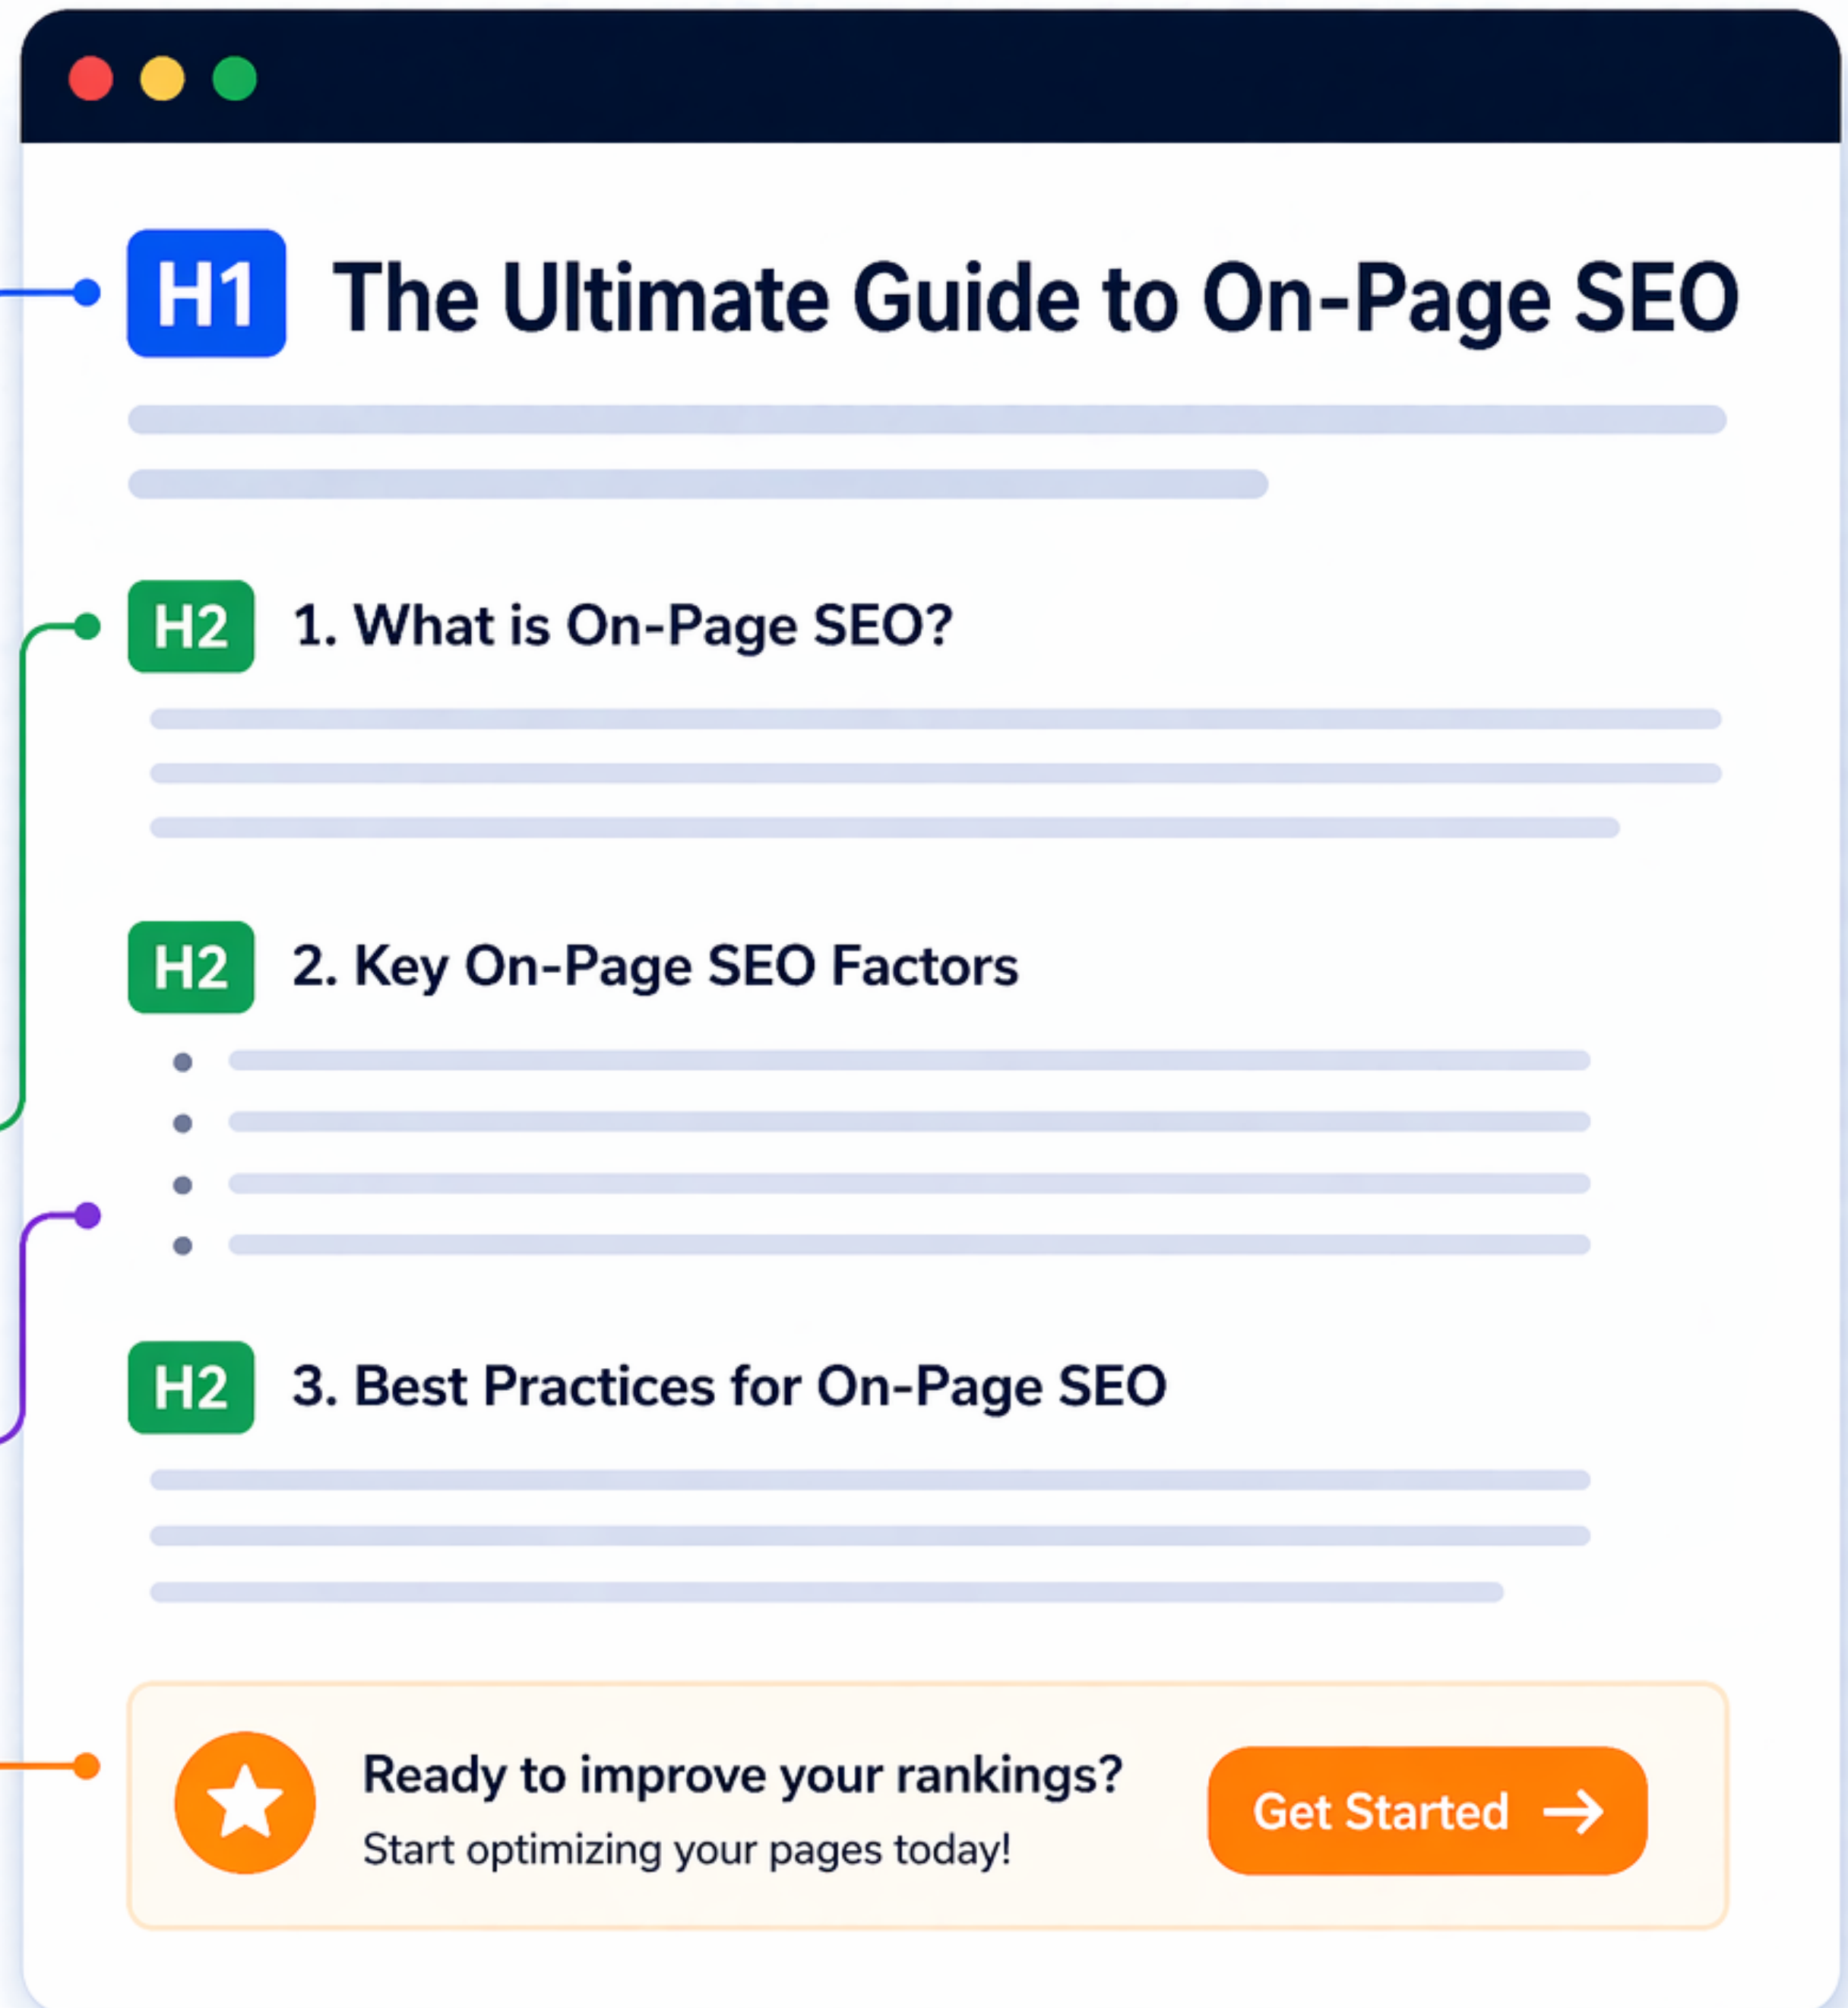 H1 The Ultimate Guide to On-Page SEO
H2 1. What is On-Page SEO?
H2 2. Key On-Page SEO Factors
H2 3. Best Practices for On-Page SEO
Ready to improve your rankings?
Start optimizing your pages today!
Get Started